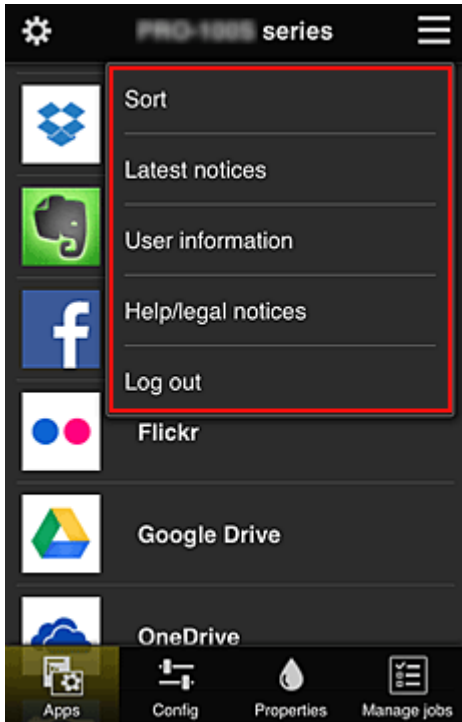 series
Sort
Latest notices
User information
Help/legal notices
Log out
Flickr
Google Drive
OneDrive
Apps
Config
Properties
Manage jobs